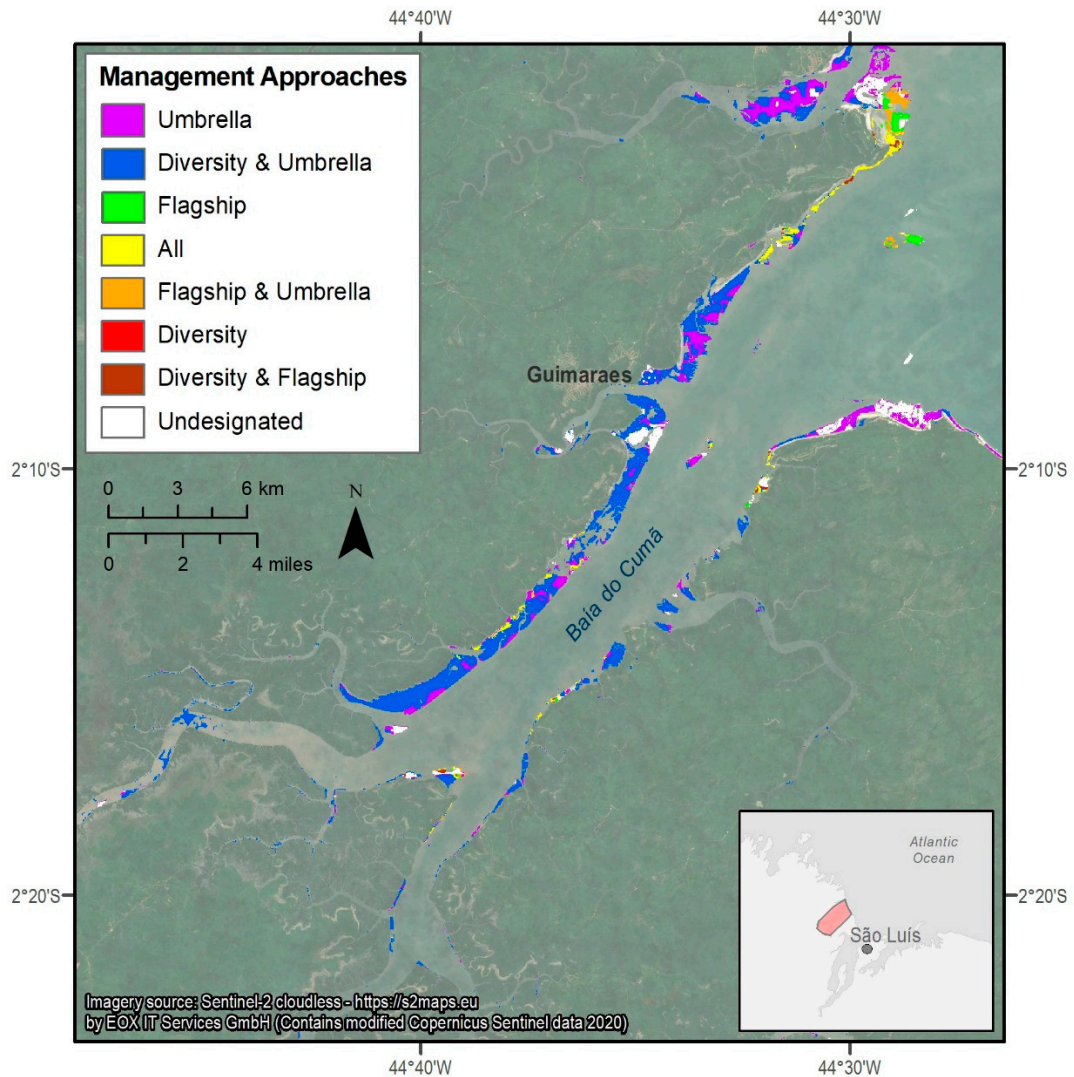 44°40'W
44°30'W
Management Approaches
Umbrella
Diversity & Umbrella
Flagship
All
Flagship & Umbrella
Diversity
Diversity & Flagship
Undesignated
Guimaraes
2°10'S
2°10'S
0 3 6 km
N
0 2 4 miles
Baía do Cumã
2°20'S
2°20'S
Atlantic
Ocean
São Luís
Imagery source: Sentinel-2 cloudless - https://s2maps.eu
by EOX IT Services GmbH (Contains modified Copernicus Sentinel data 2020)
44°40'W
44°30'W